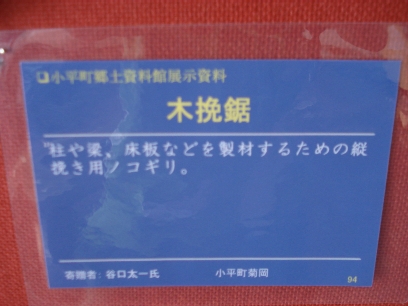 小平町郷土資料館展示資料
木挽鋸
柱や梁、床板などを製材するための縦
挽き用ノコギリ。
寄贈者：谷口太一氏　　小平町菊岡
94